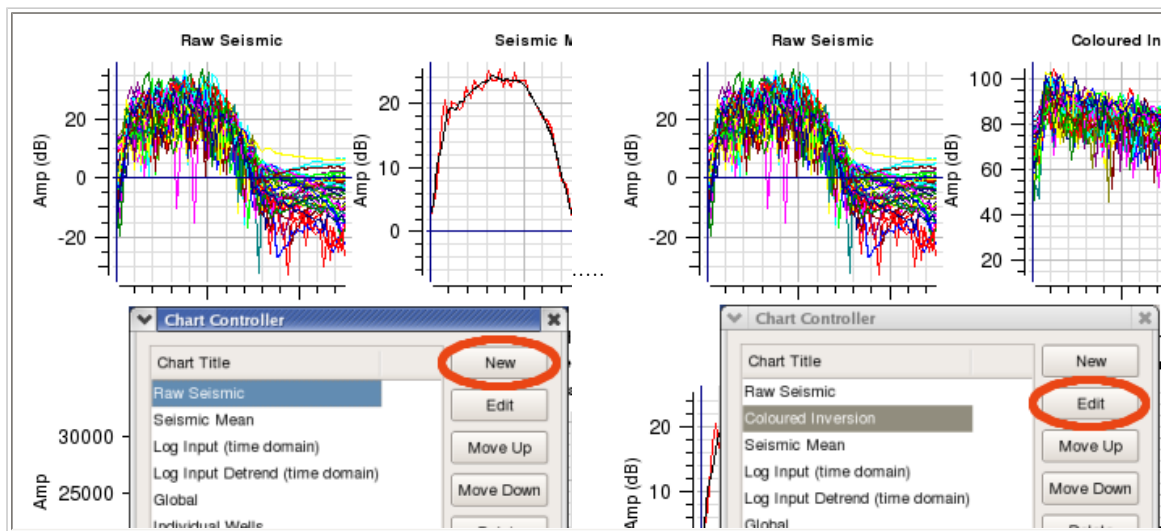 Raw Seismic
Seismic M
Raw Seismic
Coloured In
Amp (dB)
20
0
-20
Amp (dB)
20
10
0
.....
Amp (dB)
20
0
-20
Amp (dB)
100
80
60
40
20
Chart Controller
Chart Title
New
Raw Seismic
Edit
Seismic Mean
Log Input (time domain)
Move Up
Log Input Detrend (time domain)
Move Down
Global
Individual Wells
Amp
30000
25000
Chart Controller
Chart Title
New
Raw Seismic
Edit
Coloured Inversion
Seismic Mean
Move Up
Log Input (time domain)
Log Input Detrend (time domain)
Move Down
Global
Amp (dB)
20
10